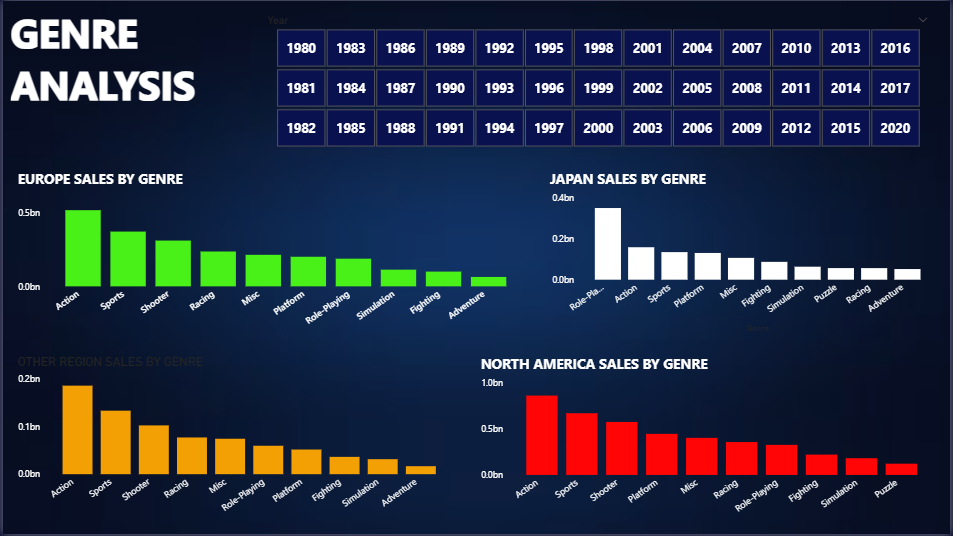 GENRE
ANALYSIS
Year
1980 1983 1986 1989 1992 1995 1998 2001 2004 2007 2010 2013 2016
1981 1984 1987 1990 1993 1996 1999 2002 2005 2008 2011 2014 2017
1982 1985 1988 1991 1994 1997 2000 2003 2006 2009 2012 2015 2020
EUROPE SALES BY GENRE
0.5bn
0.0bn
Action Sports Shooter Racing Misc Platform Role-Playing Simulation Fighting Adventure
JAPAN SALES BY GENRE
0.4bn
0.2bn
0.0bn
Role-Pla... Action Sports Platform Misc Fighting Simulation Puzzle Racing Adventure
Genre
OTHER REGION SALES BY GENRE
0.2bn
0.1bn
0.0bn
Action Sports Shooter Racing Misc Role-Playing Platform Fighting Simulation Adventure
NORTH AMERICA SALES BY GENRE
1.0bn
0.5bn
0.0bn
Action Sports Shooter Platform Misc Racing Role-Playing Fighting Simulation Puzzle